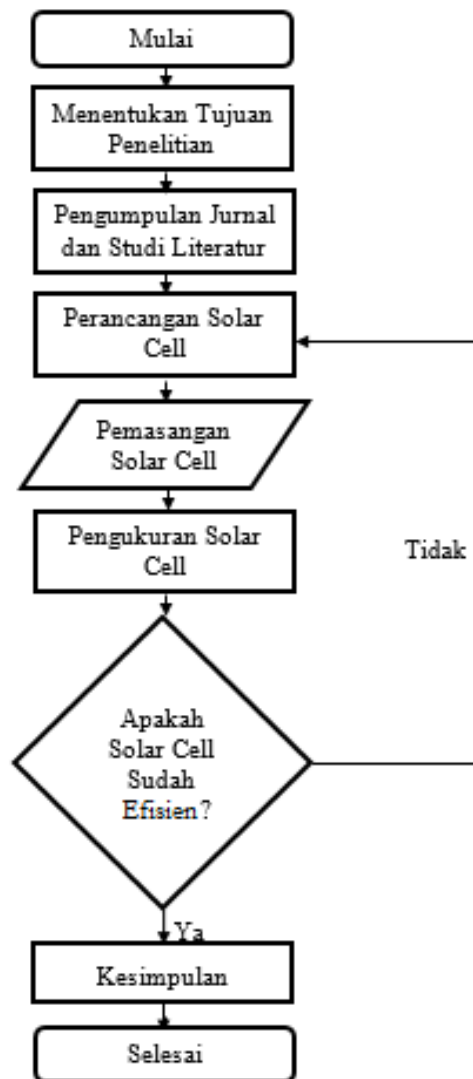 Mulai
Menentukan Tujuan
Penelitian
Pengumpulan Jurnal
dan Studi Literatur
Perancangan Solar
Cell
Pemasangan
Solar Cell
Pengukuran Solar
Cell
Tidak
Apakah
Solar Cell
Sudah
Efisien?
Ya
Kesimpulan
Selesai